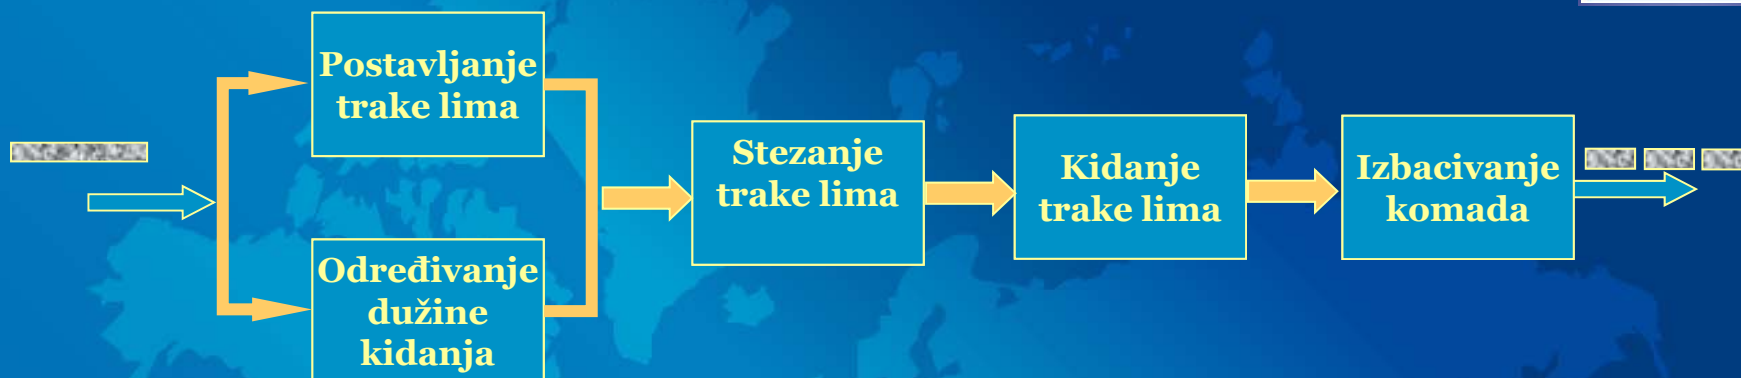 Postavljanje
trake lima
Određivanje
dužine
kidanja
Stezanje
trake lima
Kidanje
trake lima
Izbacivanje
komada